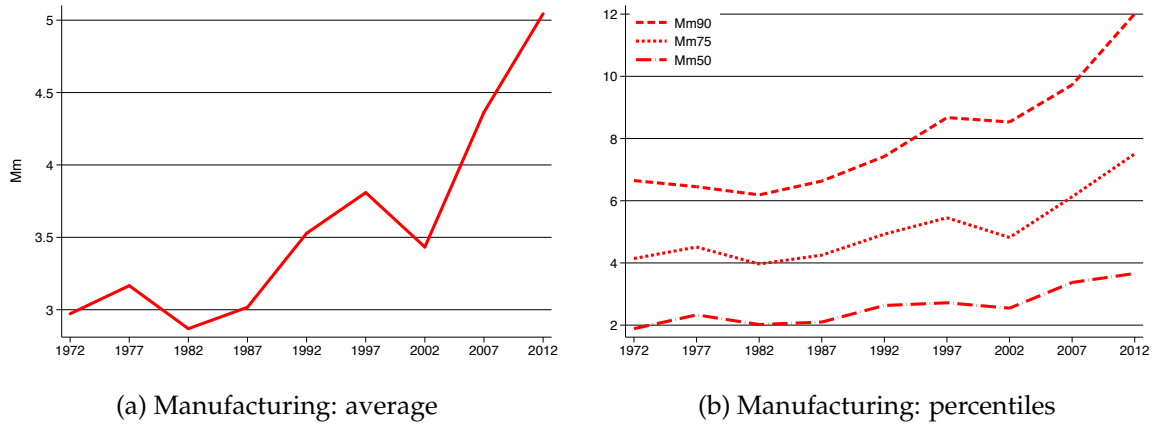 5
4.5
4
3.5
3
Mm
1972 1977 1982 1987 1992 1997 2002 2007 2012
(a) Manufacturing: average
12
10
8
6
4
2
Mm90
Mm75
Mm50
1972 1977 1982 1987 1992 1997 2002 2007 2012
(b) Manufacturing: percentiles